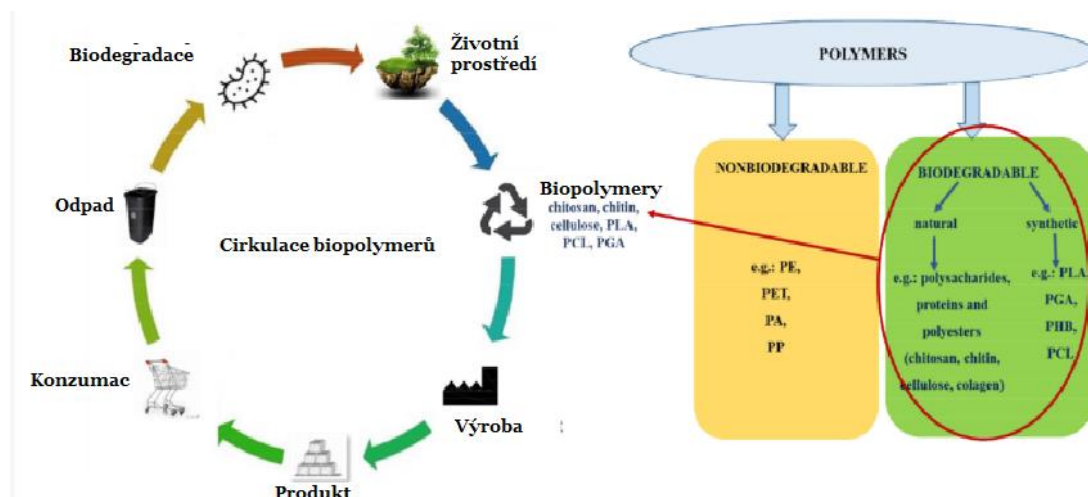 Biodegradace
Životní
prostředí
Biopolymery
chitosan, chitin,
cellulose, PLA,
PCL, PGA
Výroba
Produkt
Konzumac
Odpad
Cirkulace biopolymerů
POLYMERS
NONBIODEGRADABLE
e.g.: PE,
PET,
PA,
PP
BIODEGRADABLE
natural
e.g.: polysacharides,
proteins and
polyesters
(chitosan, chitin,
cellulose, colagen)
synthetic
e.g.: PLA
PGA,
PHB,
PCL